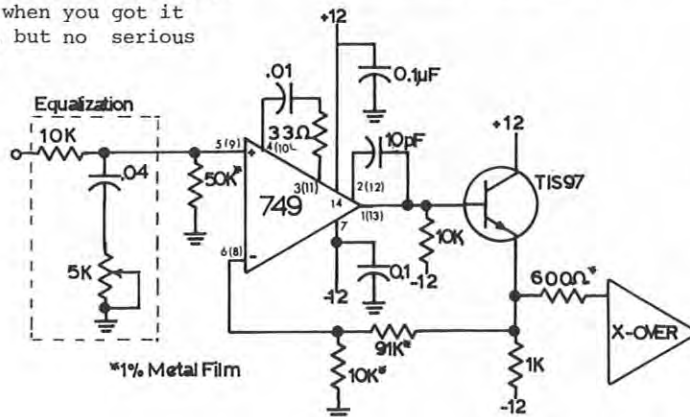 when you got it
but no serious
+12
.01
0.1µF
Equalization
33Ω
10pF
+12
10K
4(10)
.04
5(9)
+
50K*
3(11)
2(12)
TIS97
749
14
1(13)
7
10K
6(8)
-
600Ω*
5K
0.1
-12
-12
X-OVER
91K*
*1% Metal Film
10K*
1K
-12